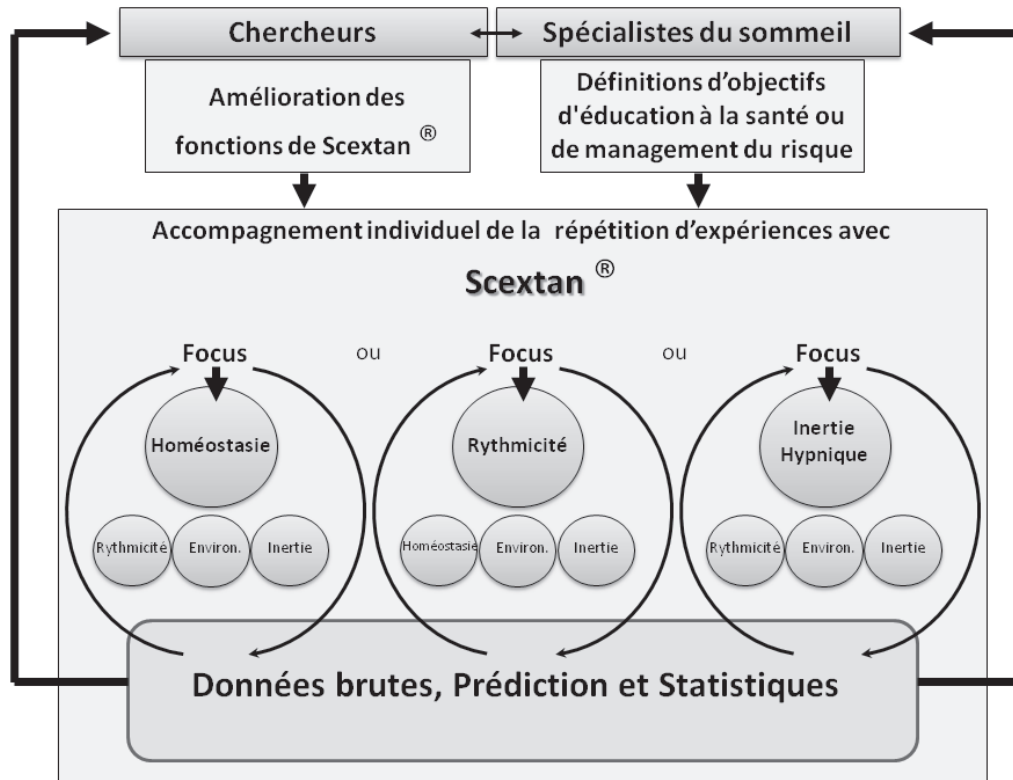 Chercheurs
Spécialistes du sommeil
Amélioration des
fonctions de Scextan ®
Définitions d'objectifs
d'éducation à la santé ou
de management du risque
Accompagnement individuel de la répétition d'expériences avec
Scextan ®
Focus ou Focus ou Focus
Homéostasie
Rythmicité
Inertie
Hypnique
Rythmicité Environ. Inertie
Homéostasie Environ. Inertie
Rythmicité Environ. Inertie
Données brutes, Prédiction et Statistiques